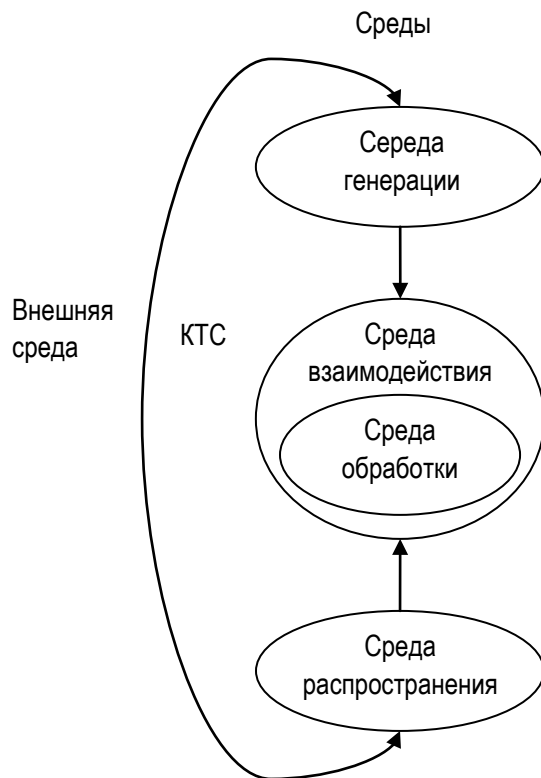 Среды
Середа
генерации
Внешняя
среда
КТС
Среда
взаимодействия
Среда
обработки
Среда
распространения